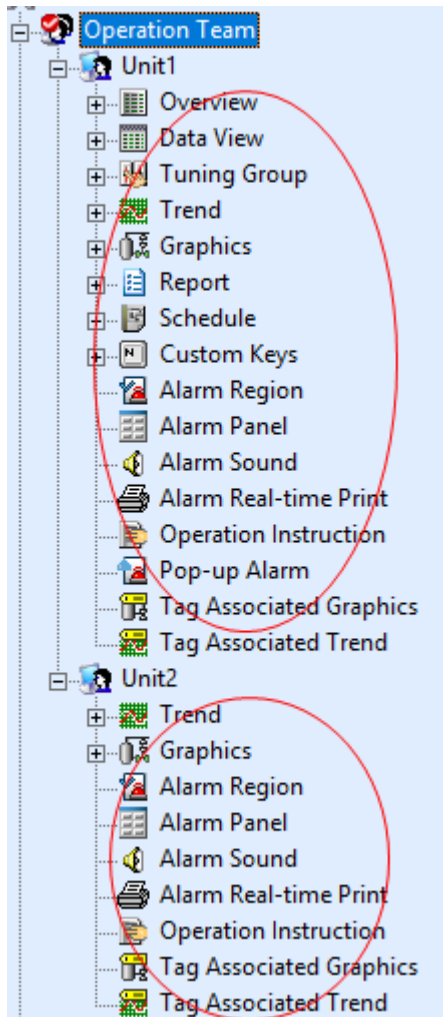 Operation Team
Unit1
Overview
Data View
Tuning Group
Trend
Graphics
Report
Schedule
Custom Keys
Alarm Region
Alarm Panel
Alarm Sound
Alarm Real-time Print
Operation Instruction
Pop-up Alarm
Tag Associated Graphics
Tag Associated Trend
Unit2
Trend
Graphics
Alarm Region
Alarm Panel
Alarm Sound
Alarm Real-time Print
Operation Instruction
Tag Associated Graphics
Tag Associated Trend